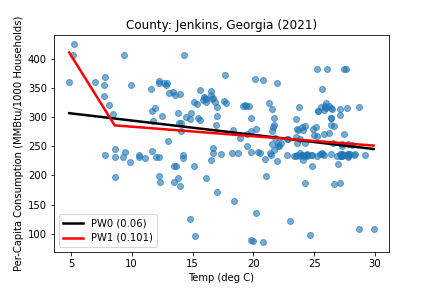 County: Jenkins, Georgia (2021)
Per-Capita Consumption (MMBtu/1000 Households)
400
350
300
250
200
150
100
PW0 (0.06)
PW1 (0.101)
5 10 15 20 25 30
Temp (deg C)